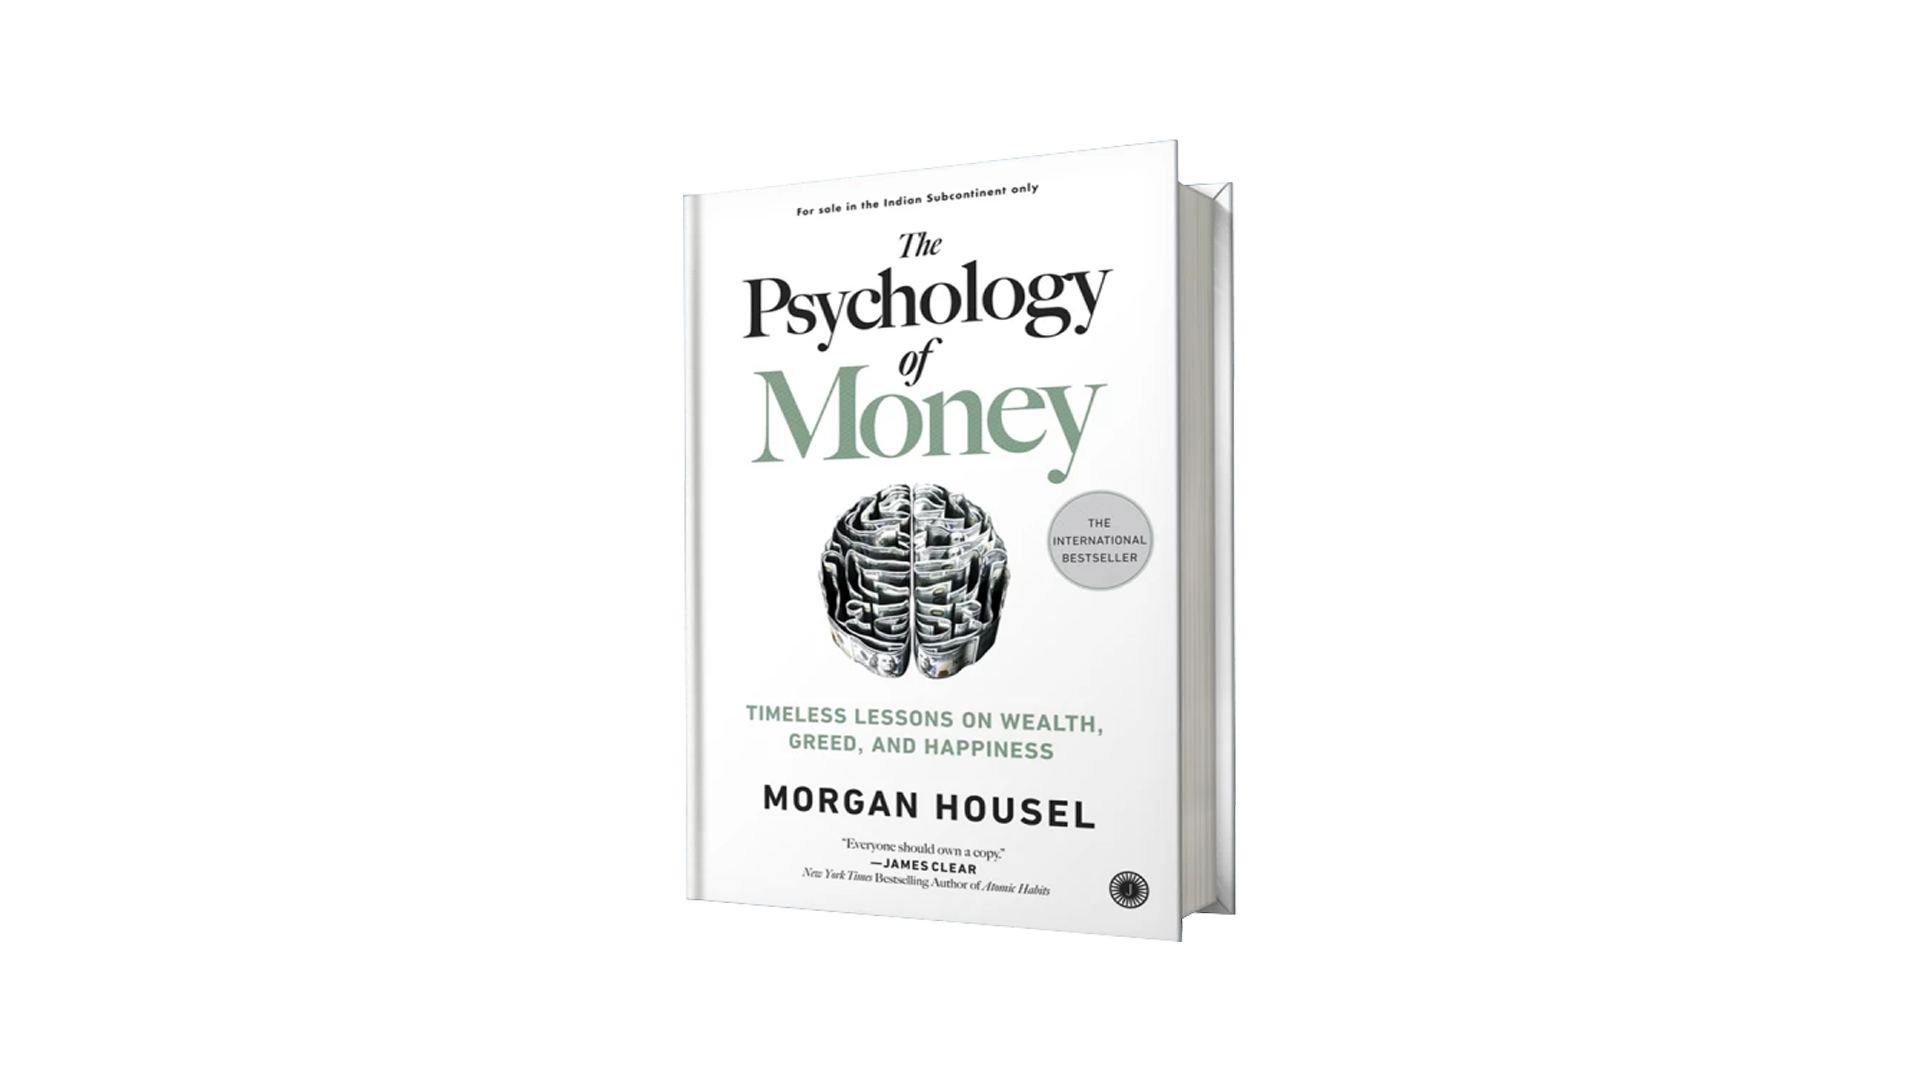 For sale in the Indian Subcontinent only
The
Psychology
of
Money
THE
INTERNATIONAL
BESTSELLER
TIMELESS LESSONS ON WEALTH,
GREED, AND HAPPINESS
MORGAN HOUSEL
"Everyone should own a copy."
—JAMES CLEAR
New York Times Bestselling Author of Atomic Habits
J